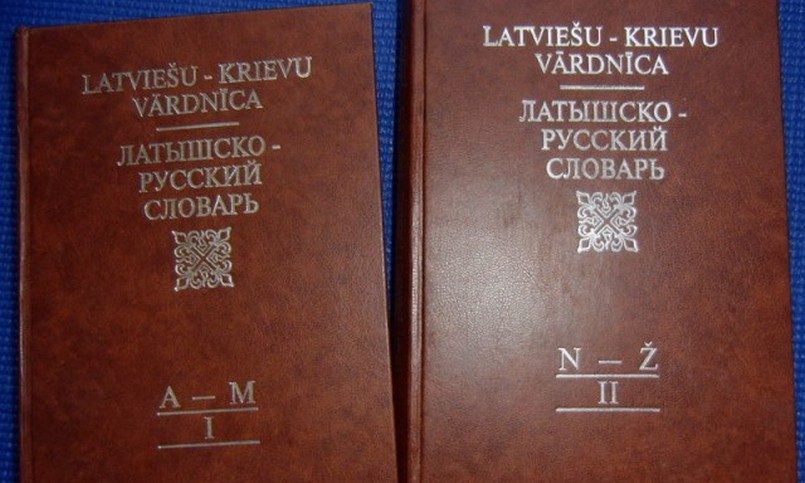 LATVIEŠU - KRIEVU
VĀRDNĪCA
ЛАТЫШСКО -
РУССКИЙ
СЛОВАРЬ
A — M
I
LATVIEŠU - KRIEVU
VĀRDNĪCA
ЛАТЫШСКО -
РУССКИЙ
СЛОВАРЬ
N — Ž
II